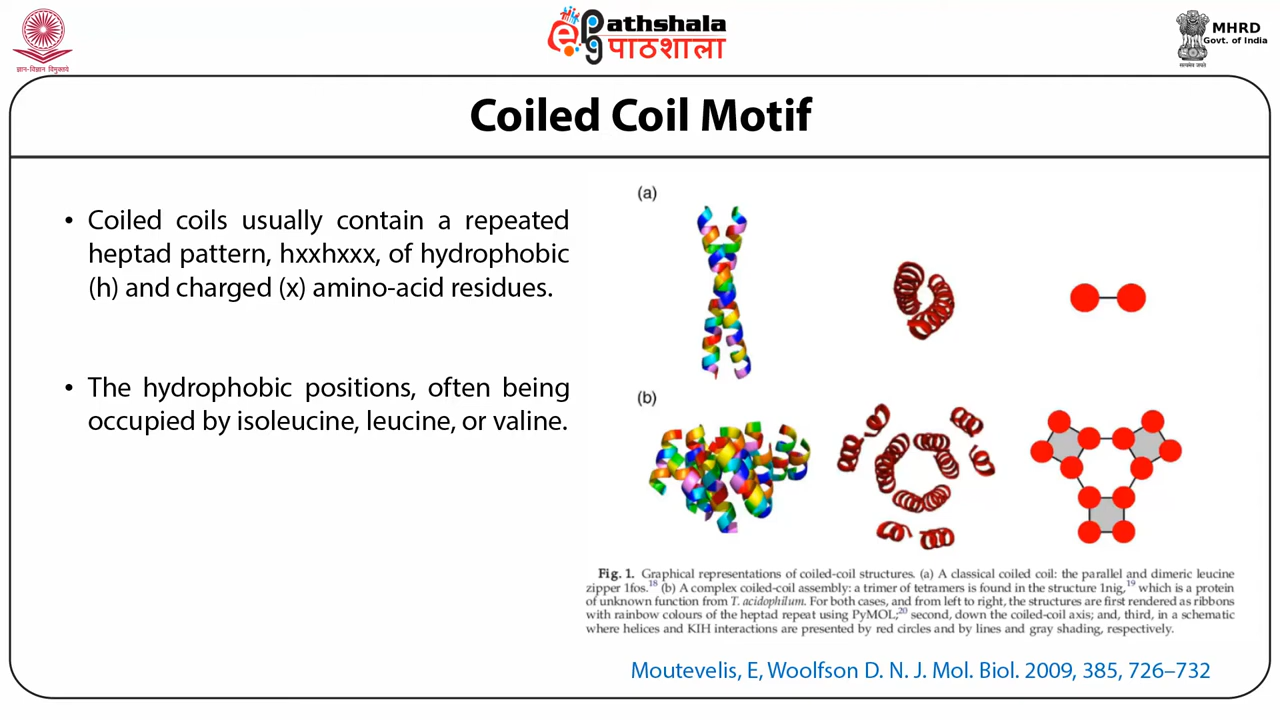 ज्ञान-विज्ञान विमुक्तये
ePg
athshala
पाठशाला
MHRD
Govt. of India
सत्यमेव जयते
Coiled Coil Motif
• Coiled coils usually contain a repeated
heptad pattern, hxxhxxx, of hydrophobic
(h) and charged (x) amino-acid residues.
• The hydrophobic positions, often being
occupied by isoleucine, leucine, or valine.
(a)
(b)
Fig. 1. Graphical representations of coiled-coil structures. (a) A classical coiled coil: the parallel and dimeric leucine
zipper 1fos.18 (b) A complex coiled-coil assembly: a trimer of tetramers is found in the structure 1nig,19 which is a protein
of unknown function from T. acidophilum. For both cases, and from left to right, the structures are first rendered as ribbons
with rainbow colours of the heptad repeat using PyMOL;20 second, down the coiled-coil axis; and, third, in a schematic
where helices and KIH interactions are presented by red circles and by lines and gray shading, respectively.
Moutevelis, E, Woolfson D. N. J. Mol. Biol. 2009, 385, 726–732